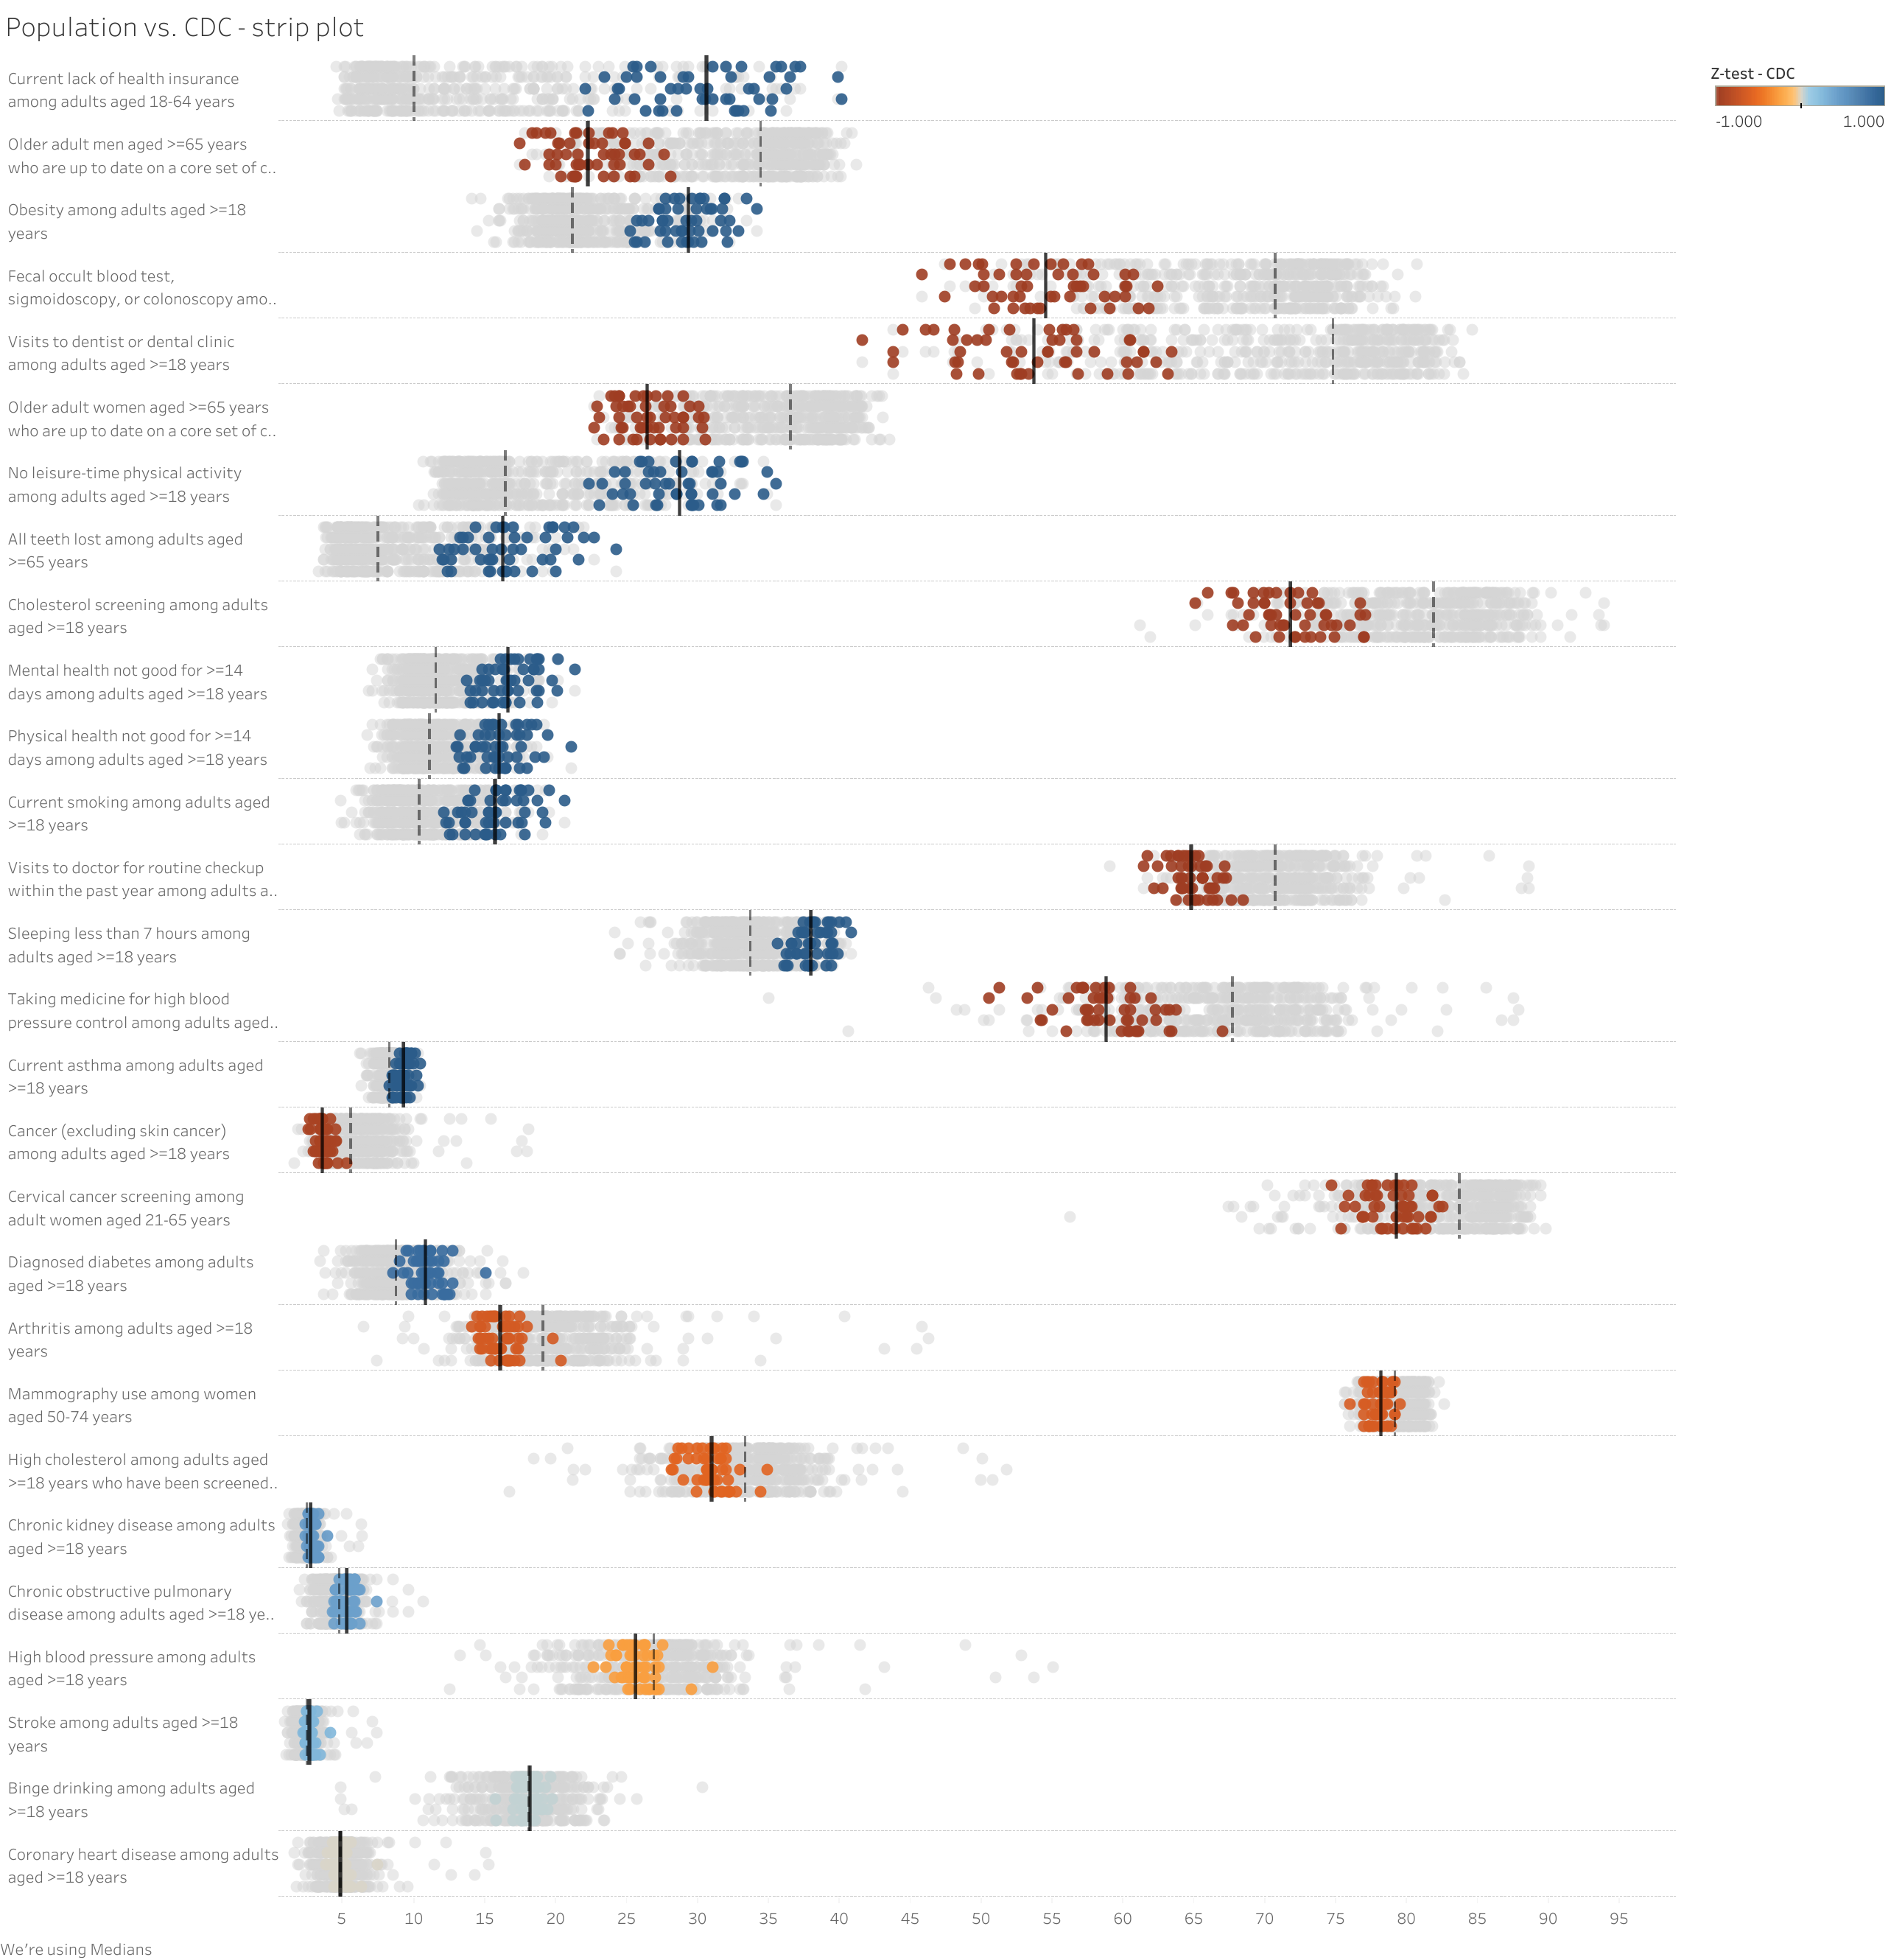 Population vs. CDC - strip plot
Z-test - CDC
-1.000 1.000
Current lack of health insurance
among adults aged 18-64 years
Older adult men aged >=65 years
who are up to date on a core set of c..
Obesity among adults aged >=18
years
Fecal occult blood test,
sigmoidoscopy, or colonoscopy amo..
Visits to dentist or dental clinic
among adults aged >=18 years
Older adult women aged >=65 years
who are up to date on a core set of c..
No leisure-time physical activity
among adults aged >=18 years
All teeth lost among adults aged
>=65 years
Cholesterol screening among adults
aged >=18 years
Mental health not good for >=14
days among adults aged >=18 years
Physical health not good for >=14
days among adults aged >=18 years
Current smoking among adults aged
>=18 years
Visits to doctor for routine checkup
within the past year among adults a..
Sleeping less than 7 hours among
adults aged >=18 years
Taking medicine for high blood
pressure control among adults aged..
Current asthma among adults aged
>=18 years
Cancer (excluding skin cancer)
among adults aged >=18 years
Cervical cancer screening among
adult women aged 21-65 years
Diagnosed diabetes among adults
aged >=18 years
Arthritis among adults aged >=18
years
Mammography use among women
aged 50-74 years
High cholesterol among adults aged
>=18 years who have been screened..
Chronic kidney disease among adults
aged >=18 years
Chronic obstructive pulmonary
disease among adults aged >=18 ye..
High blood pressure among adults
aged >=18 years
Stroke among adults aged >=18
years
Binge drinking among adults aged
>=18 years
Coronary heart disease among adults
aged >=18 years
5 10 15 20 25 30 35 40 45 50 55 60 65 70 75 80 85 90 95
We're using Medians